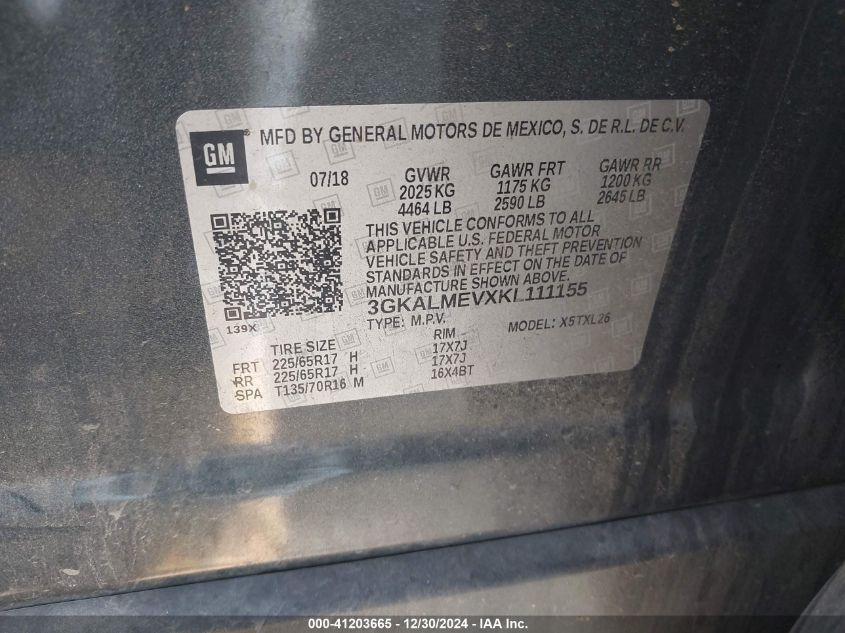 GM ® MFD BY GENERAL MOTORS DE MEXICO, S. DE R.L. DE C.V.
07/18 GVWR GAWR FRT GAWR RR
2025 KG 1175 KG 1200 KG
4464 LB 2590 LB 2645 LB
THIS VEHICLE CONFORMS TO ALL
APPLICABLE U.S. FEDERAL MOTOR
VEHICLE SAFETY AND THEFT PREVENTION
STANDARDS IN EFFECT ON THE DATE OF
MANUFACTURE SHOWN ABOVE.
3GKALMEVXKL111155
139X TYPE: M.P.V. MODEL: X5TXL26
TIRE SIZE RIM
FRT 225/65R17 H 17X7J
RR 225/65R17 H 17X7J
SPA T135/70R16 M 16X4BT
000-41203665 - 12/30/2024 - IAA Inc.